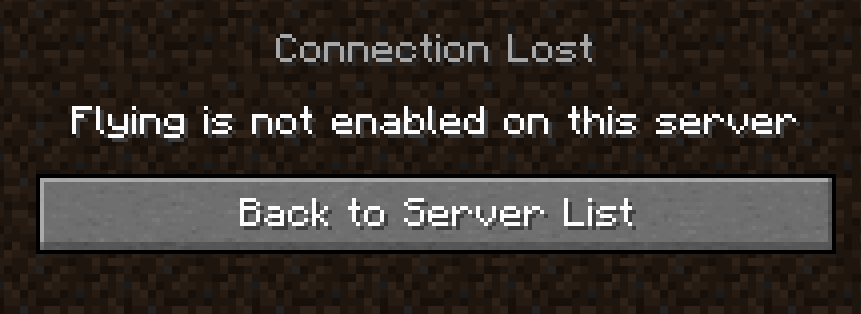 Connection Lost
Flying is not enabled on this server
Back to Server List